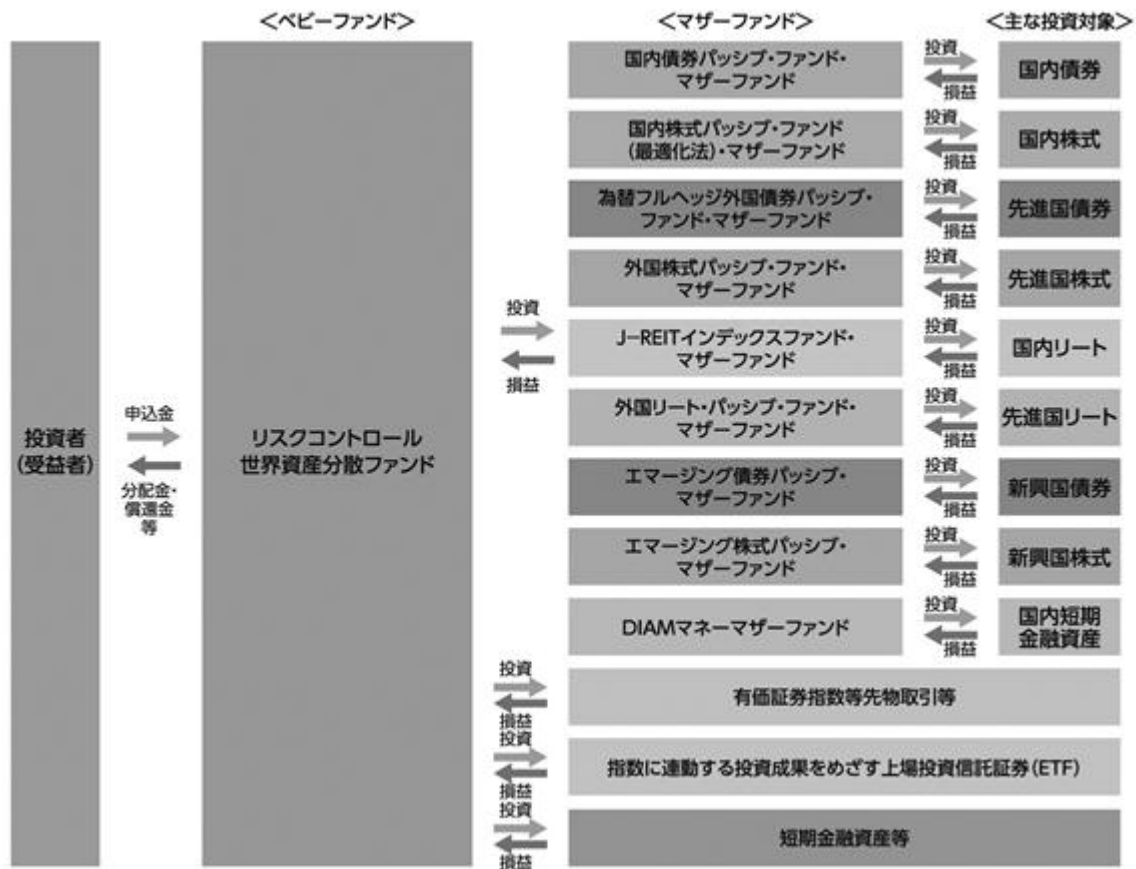 <ベビーファンド>
<マザーファンド>
<主な投資対象>
投資者
(受益者)
申込金
分配金・
償還金
等
リスクコントロール
世界資産分散ファンド
投資
損益
国内債券パッシブ・ファンド・
マザーファンド
投資
損益
国内債券
国内株式パッシブ・ファンド
(最適化法)・マザーファンド
投資
損益
国内株式
為替フルヘッジ外国債券パッシブ・
ファンド・マザーファンド
投資
損益
先進国債券
外国株式パッシブ・ファンド・
マザーファンド
投資
損益
先進国株式
J-REITインデックスファンド・
マザーファンド
投資
損益
国内リート
外国リート・パッシブ・ファンド・
マザーファンド
投資
損益
先進国リート
エマージング債券パッシブ・
マザーファンド
投資
損益
新興国債券
エマージング株式パッシブ・
マザーファンド
投資
損益
新興国株式
DIAMマネーマザーファンド
投資
損益
国内短期
金融資産
投資
損益
有価証券指数等先物取引等
投資
損益
指数に連動する投資成果をめざす上場投資信託証券(ETF)
投資
損益
短期金融資産等